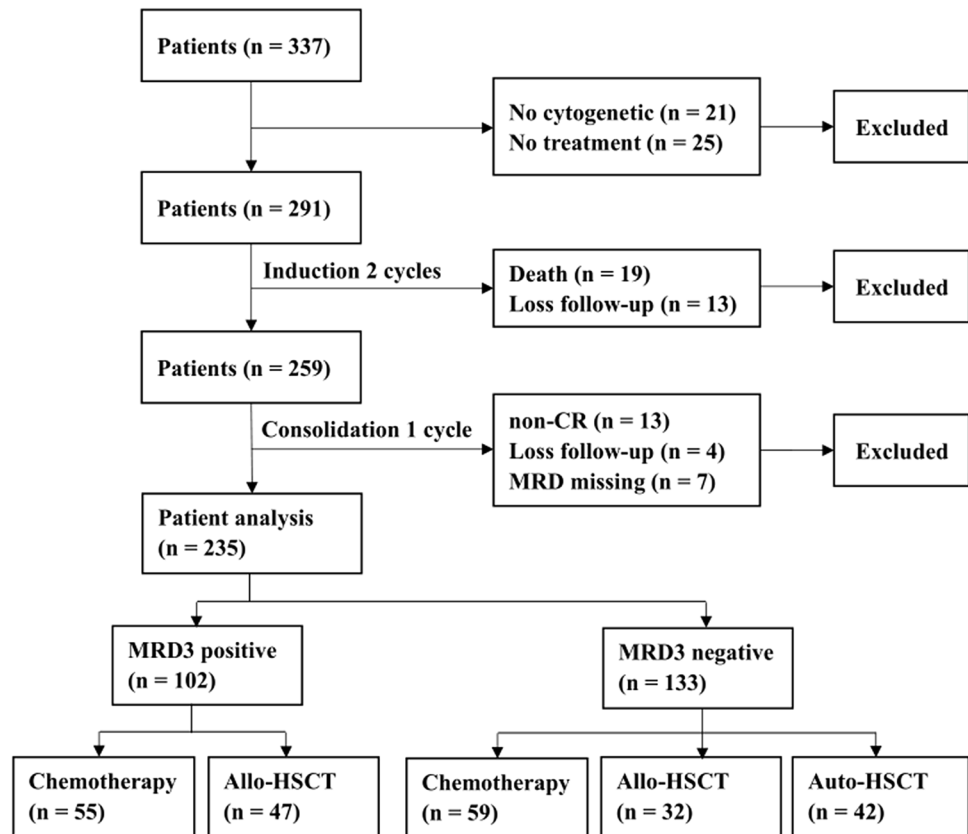 Patients (n = 337)
No cytogenetic (n = 21)
No treatment (n = 25)
Excluded
Patients (n = 291)
Induction 2 cycles
Death (n = 19)
Loss follow-up (n = 13)
Excluded
Patients (n = 259)
Consolidation 1 cycle
non-CR (n = 13)
Loss follow-up (n = 4)
MRD missing (n = 7)
Excluded
Patient analysis
(n = 235)
MRD3 positive
(n = 102)
MRD3 negative
(n = 133)
Chemotherapy
(n = 55)
Allo-HSCT
(n = 47)
Chemotherapy
(n = 59)
Allo-HSCT
(n = 32)
Auto-HSCT
(n = 42)